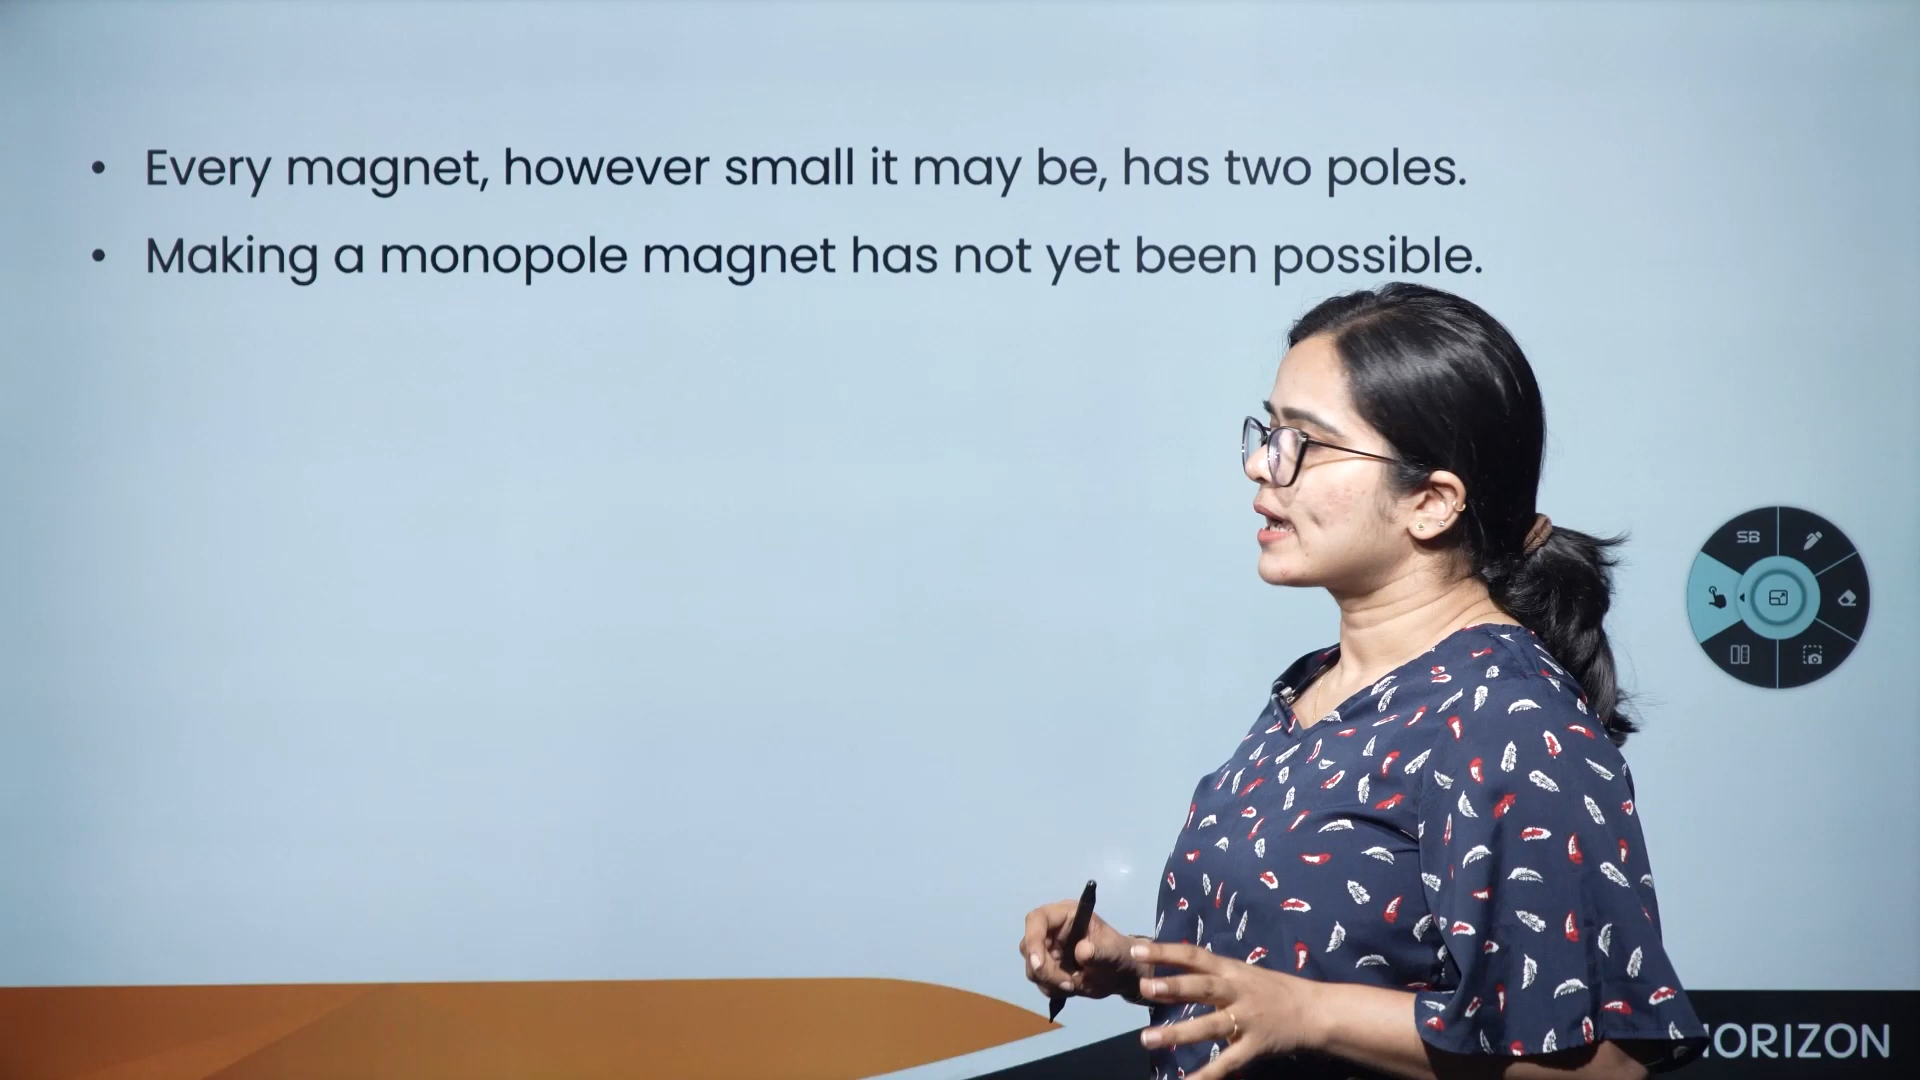 • Every magnet, however small it may be, has two poles.
• Making a monopole magnet has not yet been possible.
SB
HORIZON